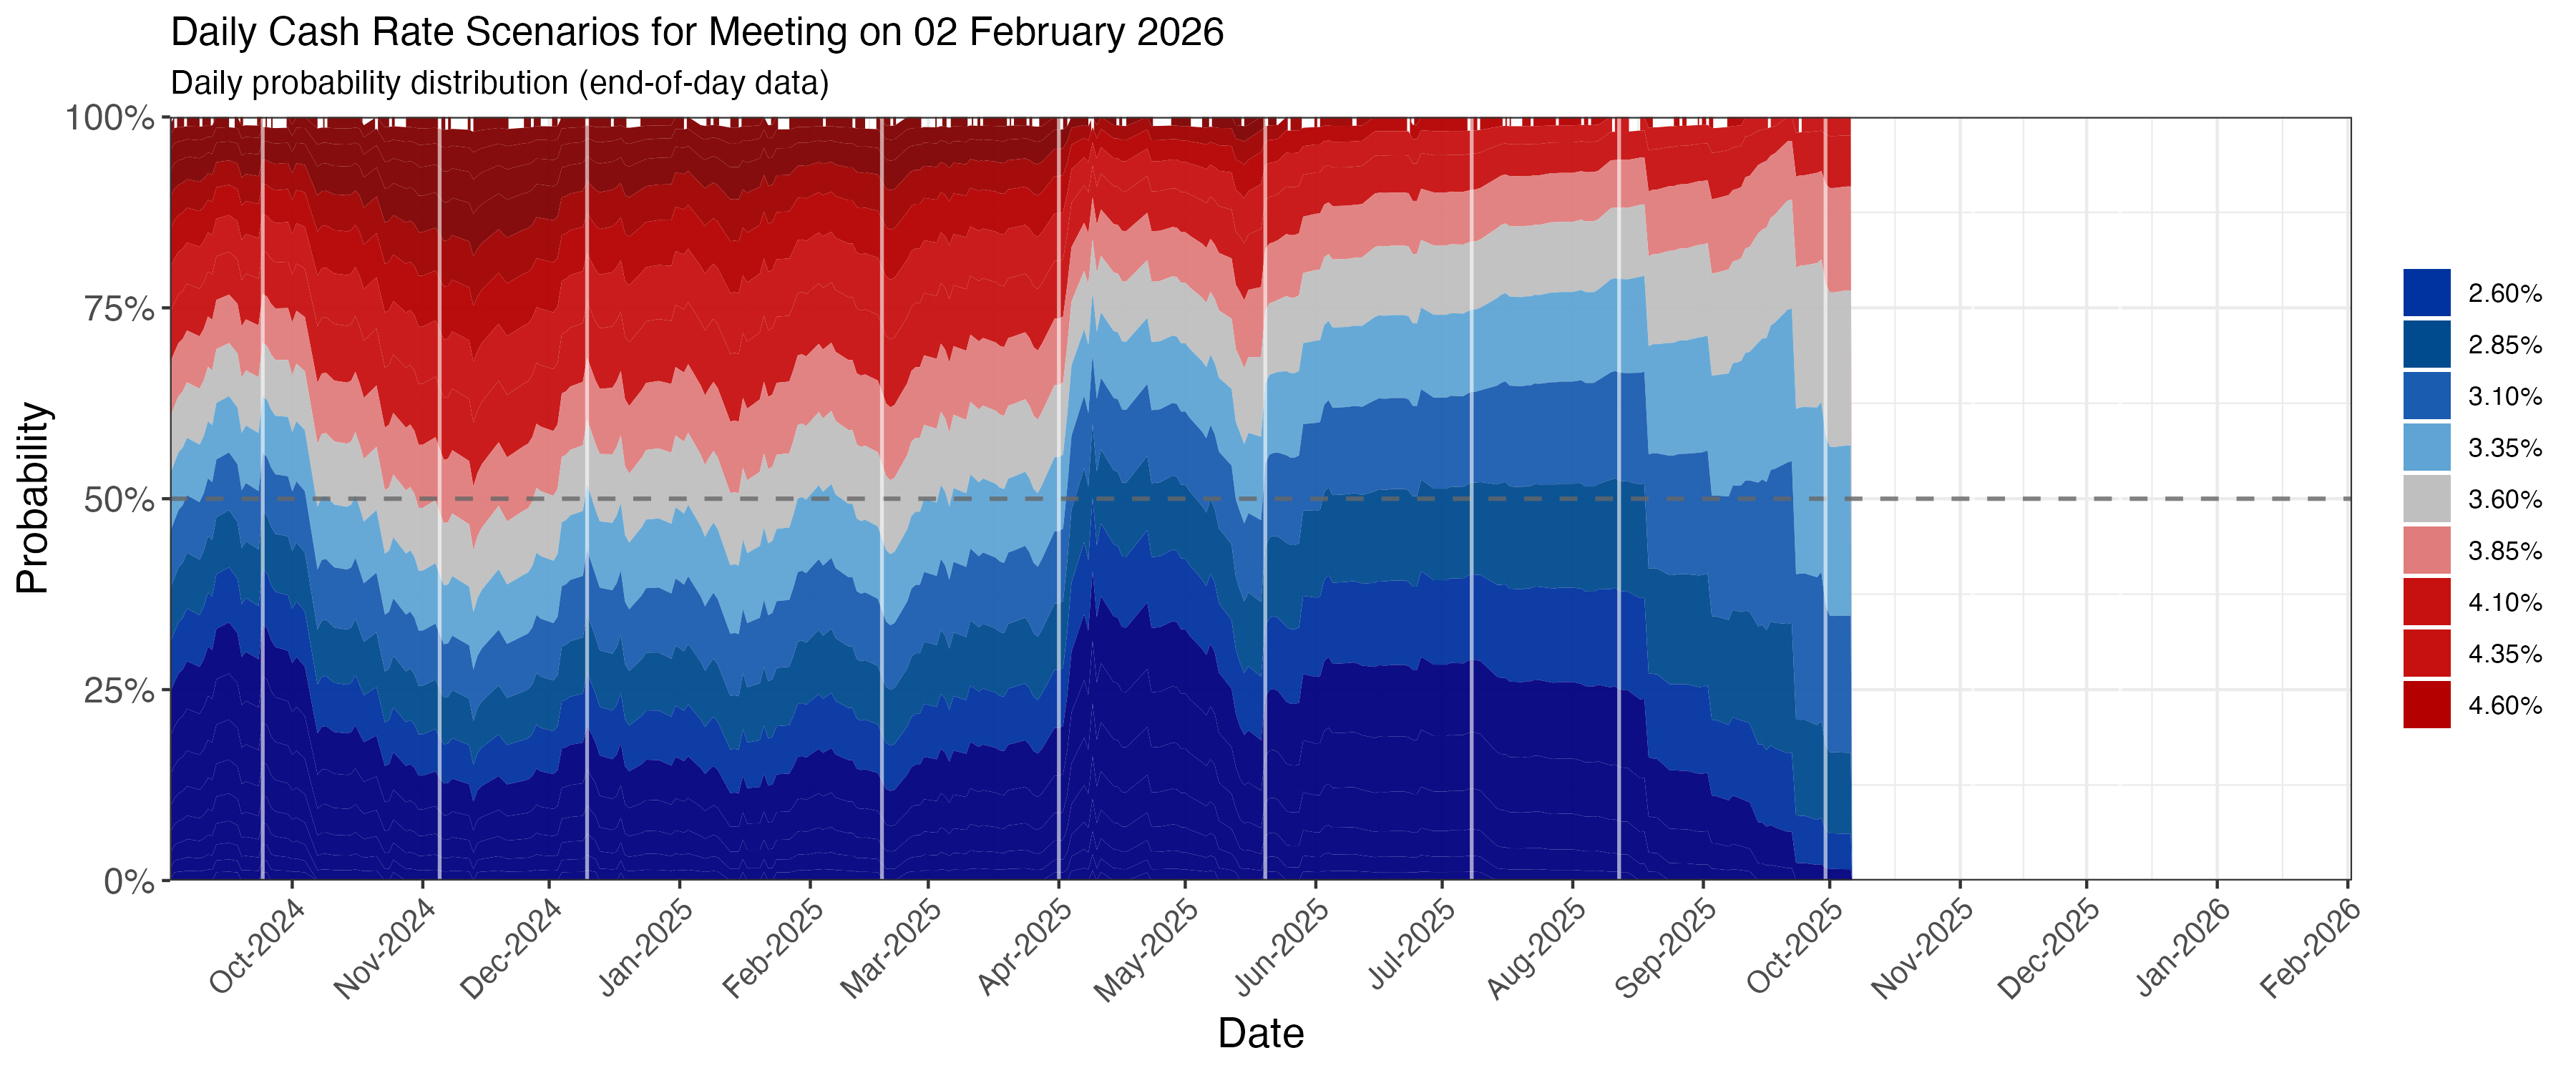 Daily Cash Rate Scenarios for Meeting on 02 February 2026
Daily probability distribution (end-of-day data)
100%
75%
50%
25%
0%
Probability
Oct-2024
Nov-2024
Dec-2024
Jan-2025
Feb-2025
Mar-2025
Apr-2025
May-2025
Jun-2025
Jul-2025
Aug-2025
Sep-2025
Oct-2025
Nov-2025
Dec-2025
Jan-2026
Feb-2026
Date
2.60%
2.85%
3.10%
3.35%
3.60%
3.85%
4.10%
4.35%
4.60%